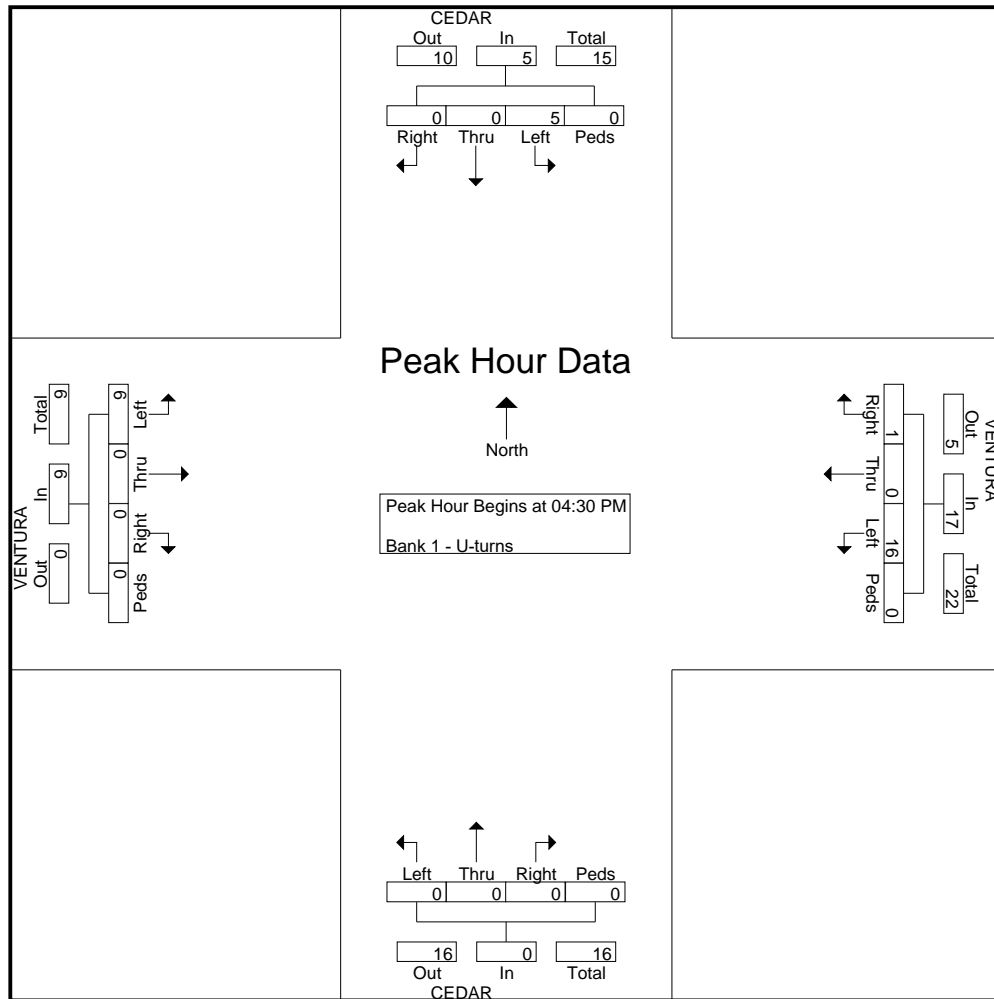 CEDAR
Out In Total
10 5 15
0 0 5 0
Right Thru Left Peds
Peak Hour Data
North
Peak Hour Begins at 04:30 PM
Bank 1 - U-turns
VENTURA
Total In Out
9 9 0
9 0 0 0
Left Thru Right Peds
VENTURA
Out In Total
5 17 22
1 0 16 0
Right Thru Left Peds
Left Thru Right Peds
0 0 0 0
16 0 16
Out In Total
CEDAR